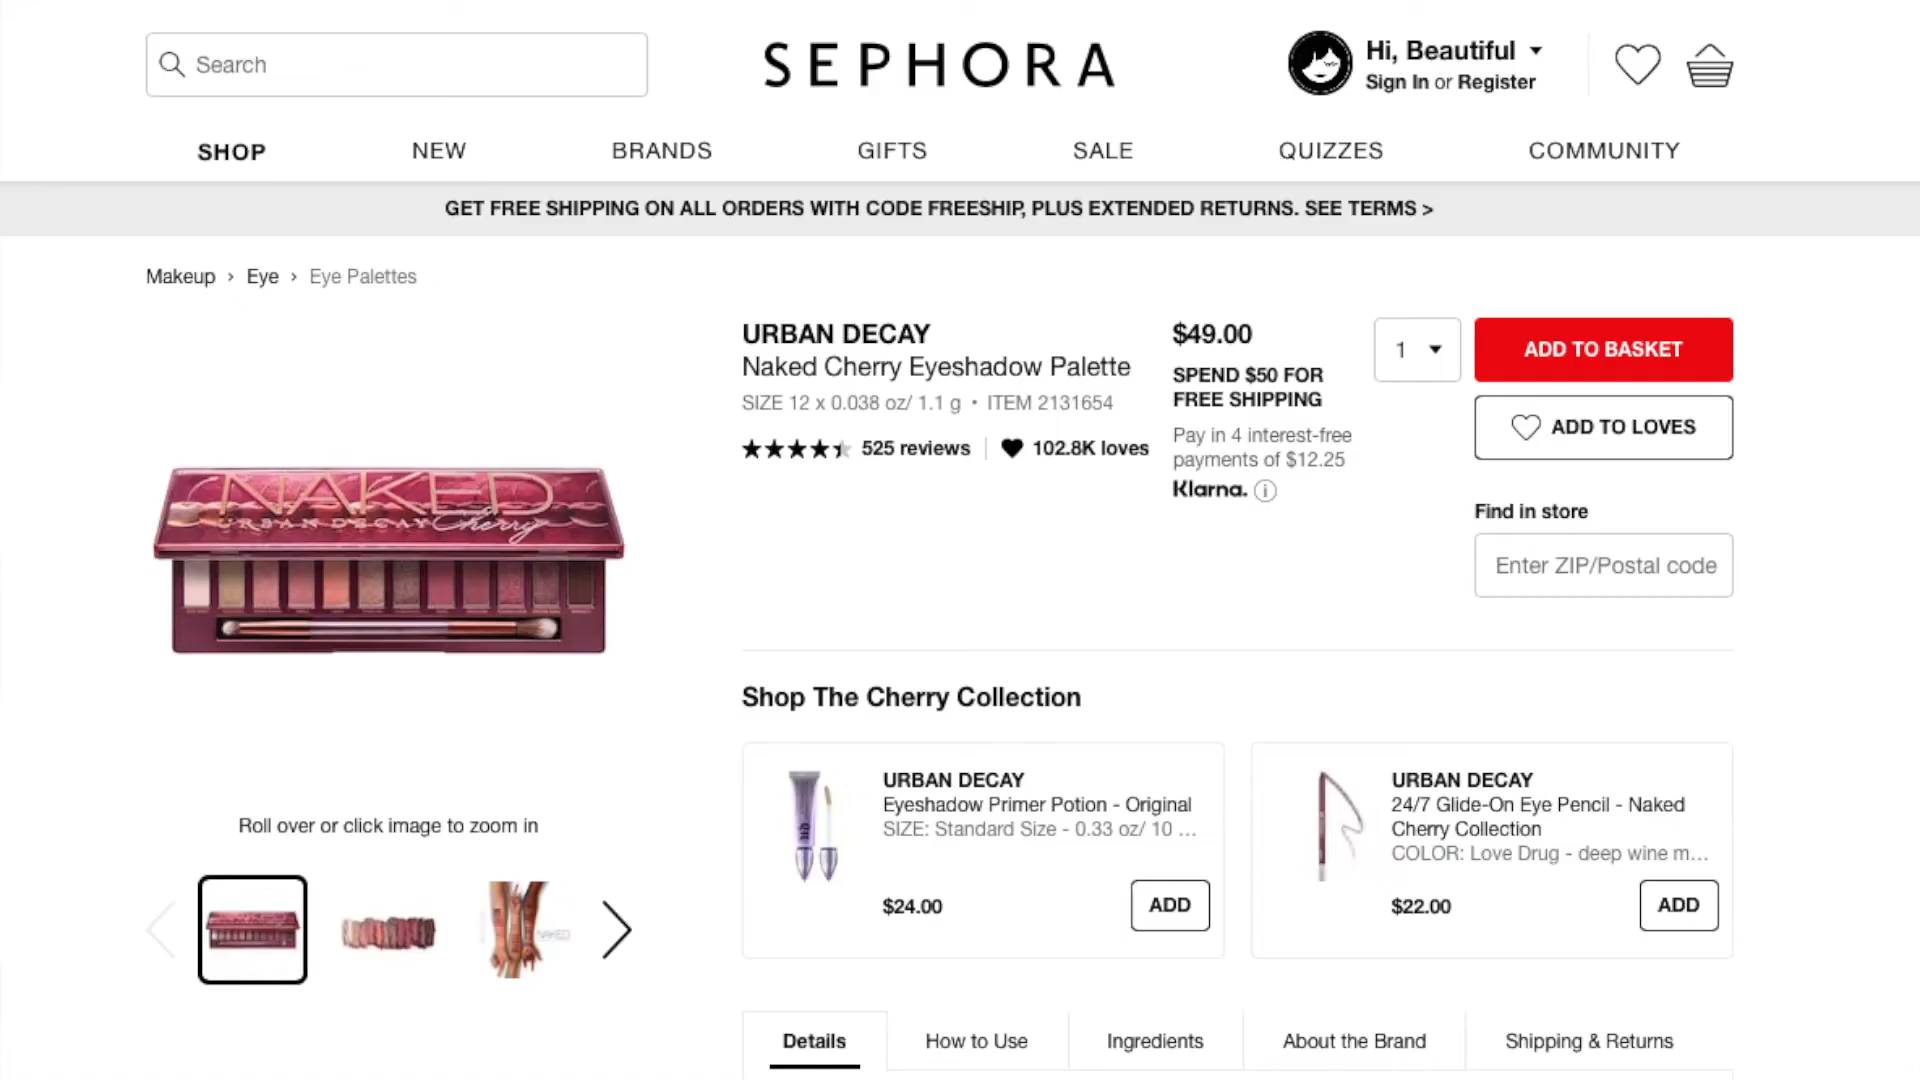 Search
SEPHORA
Hi, Beautiful
Sign In or Register
SHOP
NEW
BRANDS
GIFTS
SALE
QUIZZES
COMMUNITY
GET FREE SHIPPING ON ALL ORDERS WITH CODE FREESHIP, PLUS EXTENDED RETURNS. SEE TERMS >
Makeup › Eye › Eye Palettes
NAKED
URBAN DECAY Cherry
Roll over or click image to zoom in
NAKED
URBAN DECAY
Naked Cherry Eyeshadow Palette
SIZE 12 x 0.038 oz/ 1.1 g • ITEM 2131654
525 reviews
102.8K loves
$49.00
SPEND $50 FOR
FREE SHIPPING
Pay in 4 interest-free
payments of $12.25
Klarna. i
1
ADD TO BASKET
ADD TO LOVES
Find in store
Enter ZIP/Postal code
Shop The Cherry Collection
URBAN DECAY
Eyeshadow Primer Potion - Original
SIZE: Standard Size - 0.33 oz/ 10 ...
$24.00
ADD
URBAN DECAY
24/7 Glide-On Eye Pencil - Naked
Cherry Collection
COLOR: Love Drug - deep wine m...
$22.00
ADD
Details
How to Use
Ingredients
About the Brand
Shipping & Returns